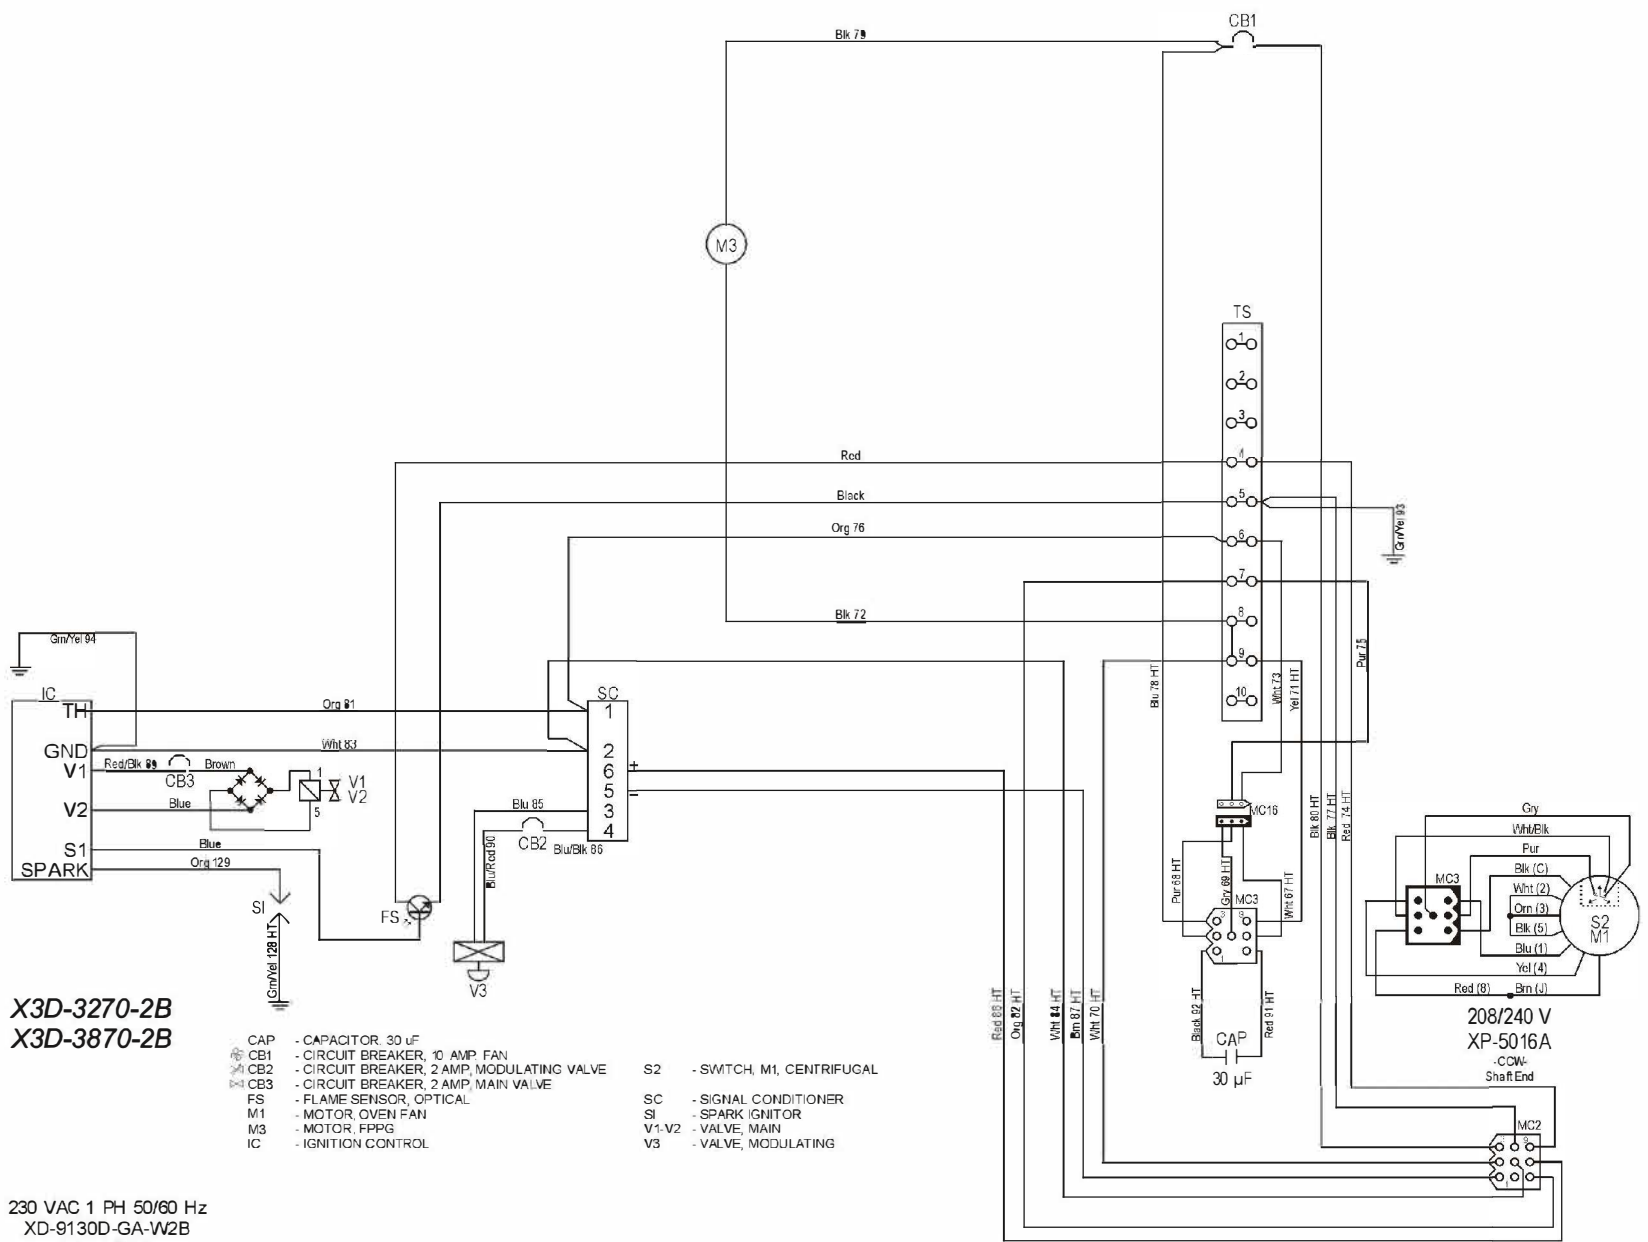 CB1
Blk 79
M3
TS
1
2
3
4
Red
5
Black
Grn/Yel 93
Org 76
6
7
8
Blk 72
9
10
Pur 75
Blu 78 HT
Wht 73
Yel 71 HT
Grn/Yel 94
IC
TH
GND
V1
V2
S1
SPARK
Org 81
Wht 83
Red/Blk 89
CB3
Brown
Blue
1
5
V1
V2
Blue
Org 129
SI
Grn/Yel 128 HT
FS
SC
1
2
6
5
3
4
+
–
Blu 85
CB2
Blu/Blk 86
Blu/Red 90
V3
MC16
Pur 68 HT
Gry 69 HT
Wht 67 HT
MC3
3
9
1
Black 92 HT
Red 91 HT
CAP
30 µF
Blk 80 HT
Blk 77 HT
Red 74 HT
Red 88 HT
Org 82 HT
Wht 84 HT
Brn 87 HT
Wht 70 HT
Gry
Wht/Blk
Pur
Blk (C)
MC3
Wht (2)
Orn (3)
Blk (5)
Blu (1)
Yel (4)
Red (8)
Brn (J)
S2
M1
208/240 V
XP-5016A
-CCW-
Shaft End
MC2
9
1
X3D-3270-2B
X3D-3870-2B
CAP - CAPACITOR. 30 uF
CB1 - CIRCUIT BREAKER, 10 AMP. FAN
CB2 - CIRCUIT BREAKER, 2 AMP, MODULATING VALVE
CB3 - CIRCUIT BREAKER, 2 AMP, MAIN VALVE
FS - FLAME SENSOR, OPTICAL
M1 - MOTOR, OVEN FAN
M3 - MOTOR, FPPG
IC - IGNITION CONTROL
S2 - SWITCH, M1, CENTRIFUGAL
SC - SIGNAL CONDITIONER
SI - SPARK IGNITOR
V1-V2 - VALVE, MAIN
V3 - VALVE, MODULATING
230 VAC 1 PH 50/60 Hz
XD-9130D-GA-W2B